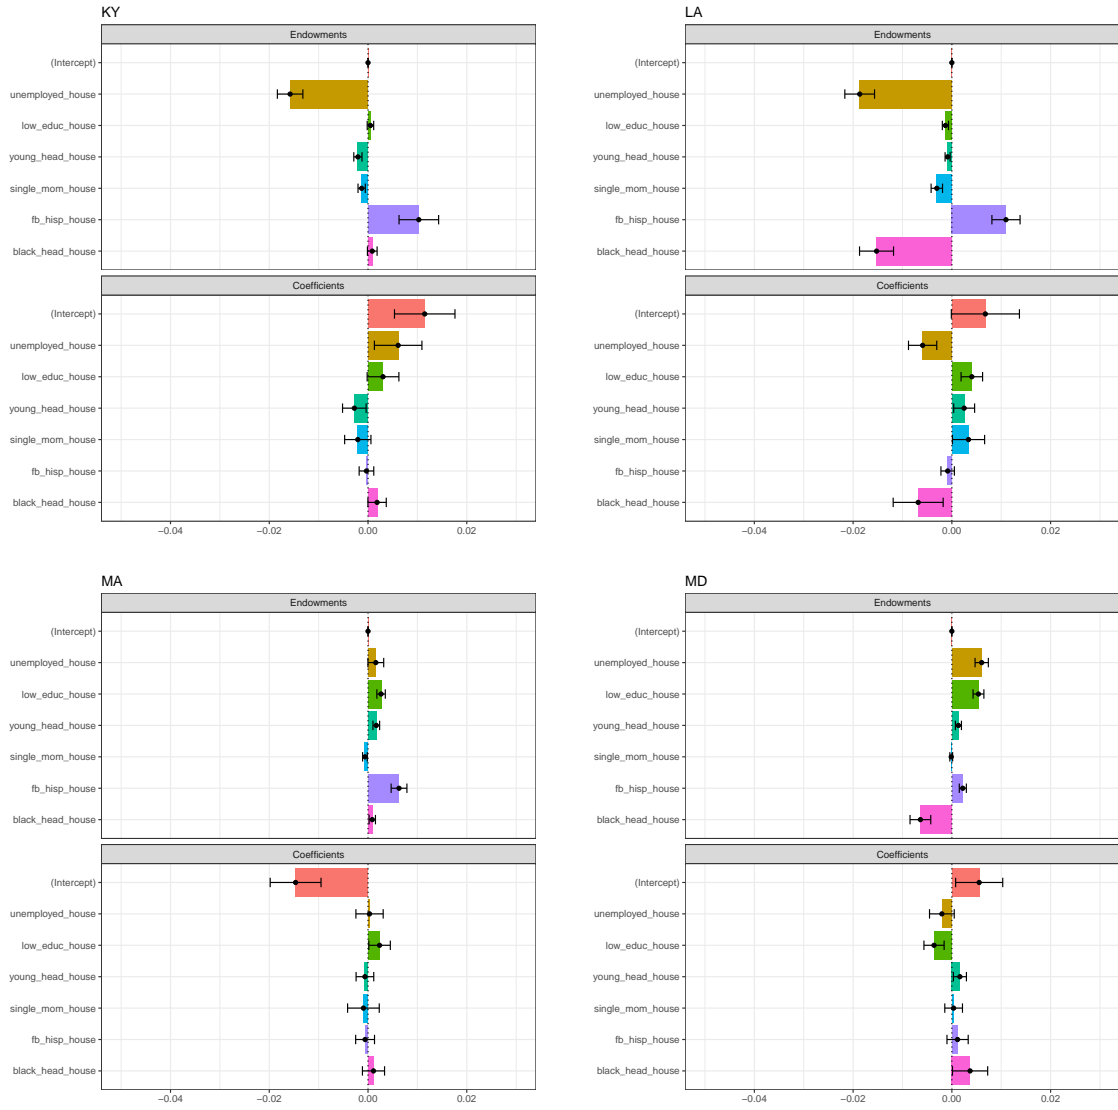 KY
Endowments
(Intercept)
unemployed_house
low_educ_house
young_head_house
single_mom_house
fb_hisp_house
black_head_house
Coefficients
(Intercept)
unemployed_house
low_educ_house
young_head_house
single_mom_house
fb_hisp_house
black_head_house
−0.04 −0.02 0.00 0.02
LA
Endowments
(Intercept)
unemployed_house
low_educ_house
young_head_house
single_mom_house
fb_hisp_house
black_head_house
Coefficients
(Intercept)
unemployed_house
low_educ_house
young_head_house
single_mom_house
fb_hisp_house
black_head_house
−0.04 −0.02 0.00 0.02
MA
Endowments
(Intercept)
unemployed_house
low_educ_house
young_head_house
single_mom_house
fb_hisp_house
black_head_house
Coefficients
(Intercept)
unemployed_house
low_educ_house
young_head_house
single_mom_house
fb_hisp_house
black_head_house
−0.04 −0.02 0.00 0.02
MD
Endowments
(Intercept)
unemployed_house
low_educ_house
young_head_house
single_mom_house
fb_hisp_house
black_head_house
Coefficients
(Intercept)
unemployed_house
low_educ_house
young_head_house
single_mom_house
fb_hisp_house
black_head_house
−0.04 −0.02 0.00 0.02